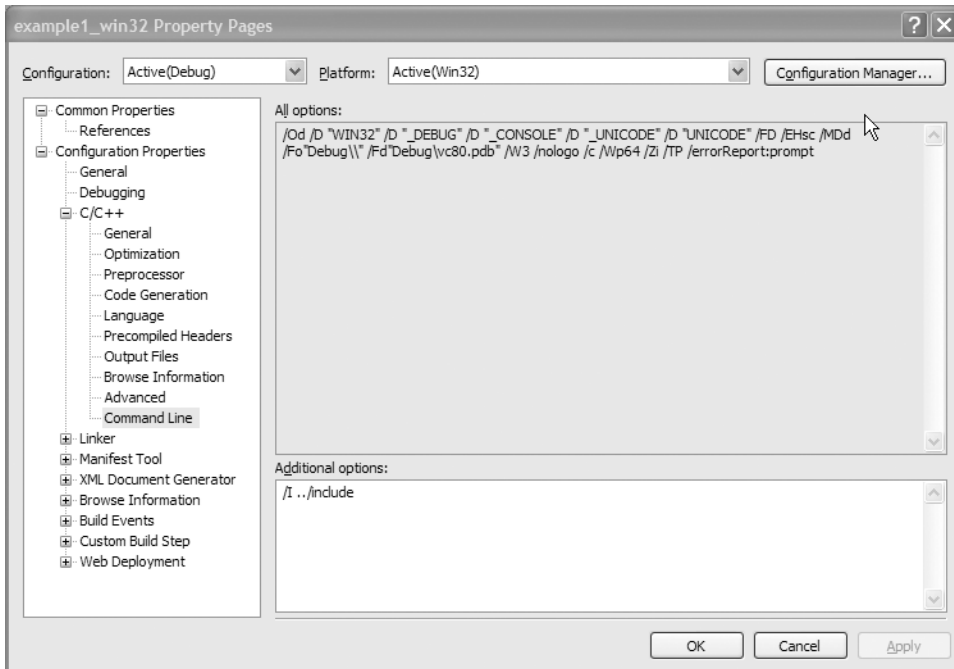 example1_win32 Property Pages
Configuration: Active(Debug) Platform: Active(Win32) Configuration Manager...
Common Properties
References
Configuration Properties
General
Debugging
C/C++
General
Optimization
Preprocessor
Code Generation
Language
Precompiled Headers
Output Files
Browse Information
Advanced
Command Line
Linker
Manifest Tool
XML Document Generator
Browse Information
Build Events
Custom Build Step
Web Deployment
All options:
/Od /D "WIN32" /D "_DEBUG" /D "_CONSOLE" /D "_UNICODE" /D "UNICODE" /FD /EHsc /MDd
/Fo"Debug\\" /Fd"Debug\vc80.pdb" /W3 /nologo /c /Wp64 /Zi /TP /errorReport:prompt
Additional options:
/I ../include
OK Cancel Apply